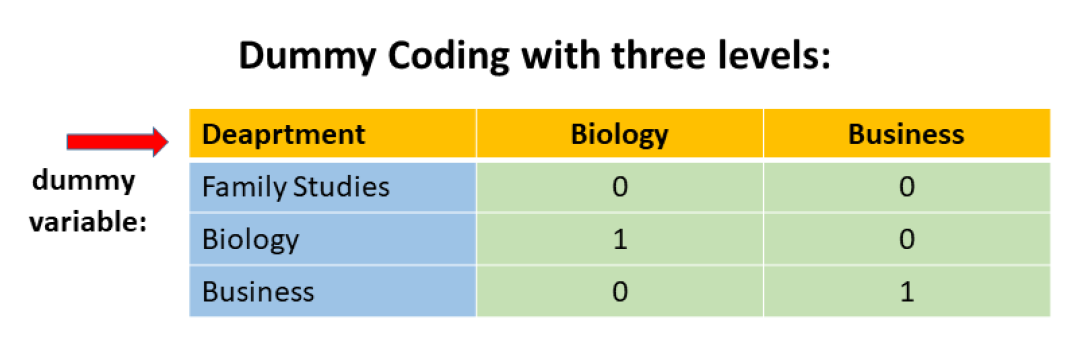 Dummy Coding with three levels:
Deaprtment Biology Business
dummy
variable:
Family Studies 0 0
Biology 1 0
Business 0 1